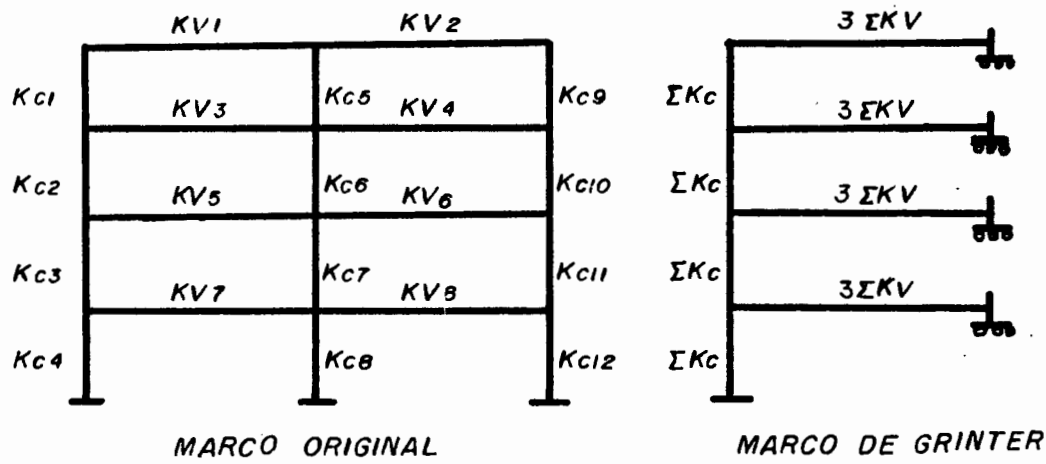 KV1 KV2 3 ΣKV
Kc1 Kc5 Kc9 ΣKc
KV3 KV4 3 ΣKV
Kc2 Kc6 Kc10 ΣKc
KV5 KV6 3 ΣKV
Kc3 Kc7 Kc11 ΣKc
KV7 KV8 3ΣKV
Kc4 Kc8 Kc12 ΣKc
MARCO ORIGINAL MARCO DE GRINTER